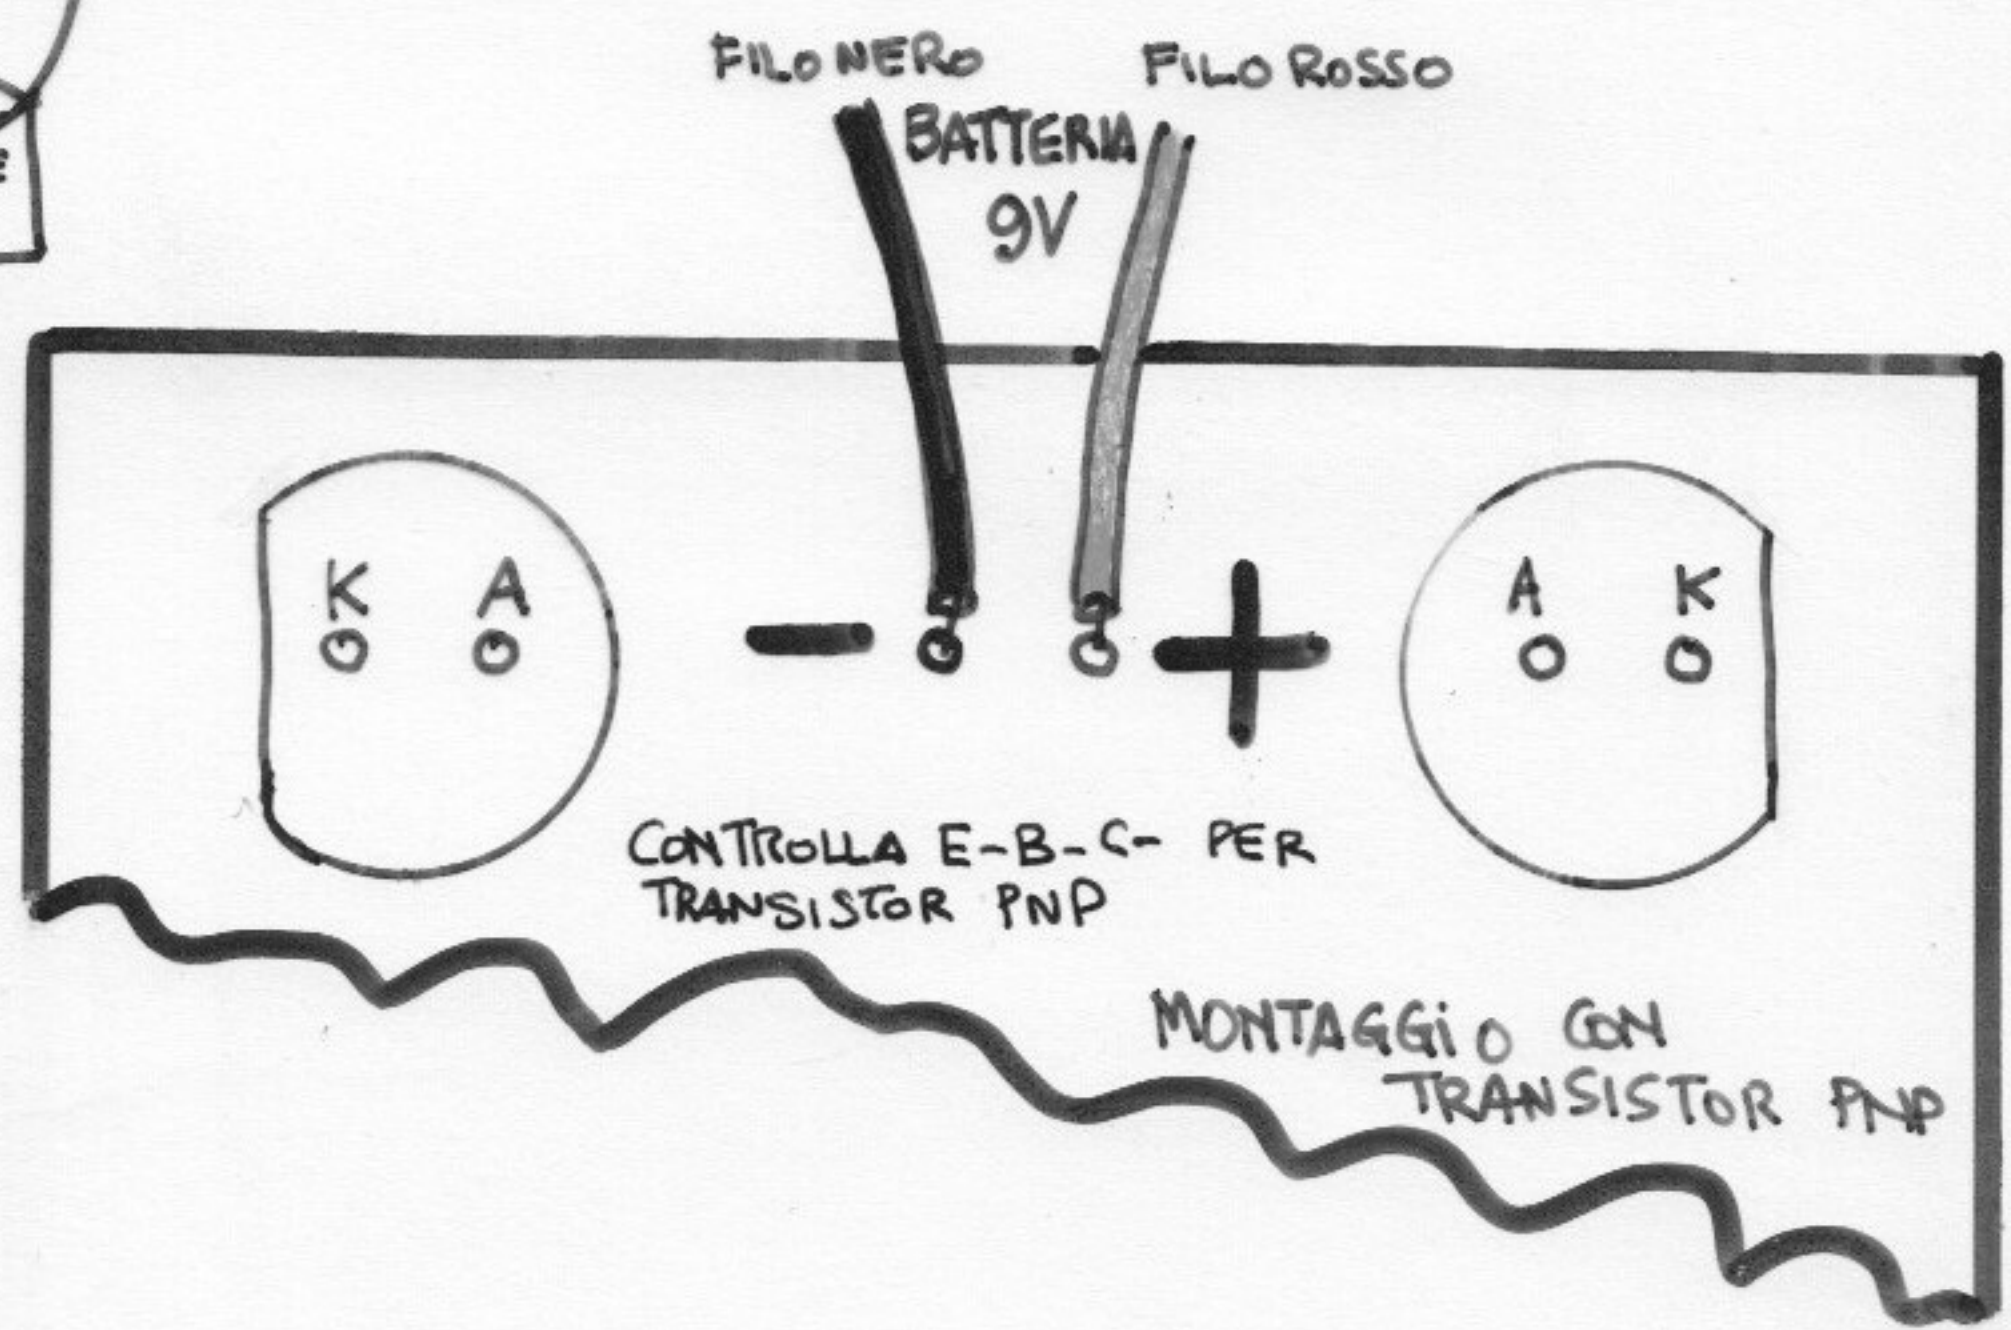 FILO NERO
FILO ROSSO
BATTERIA
9V
E
K A
A K
- +
CONTROLLA E-B-C- PER
TRANSISTOR PNP
MONTAGGiO CON
TRANSISTOR PNP